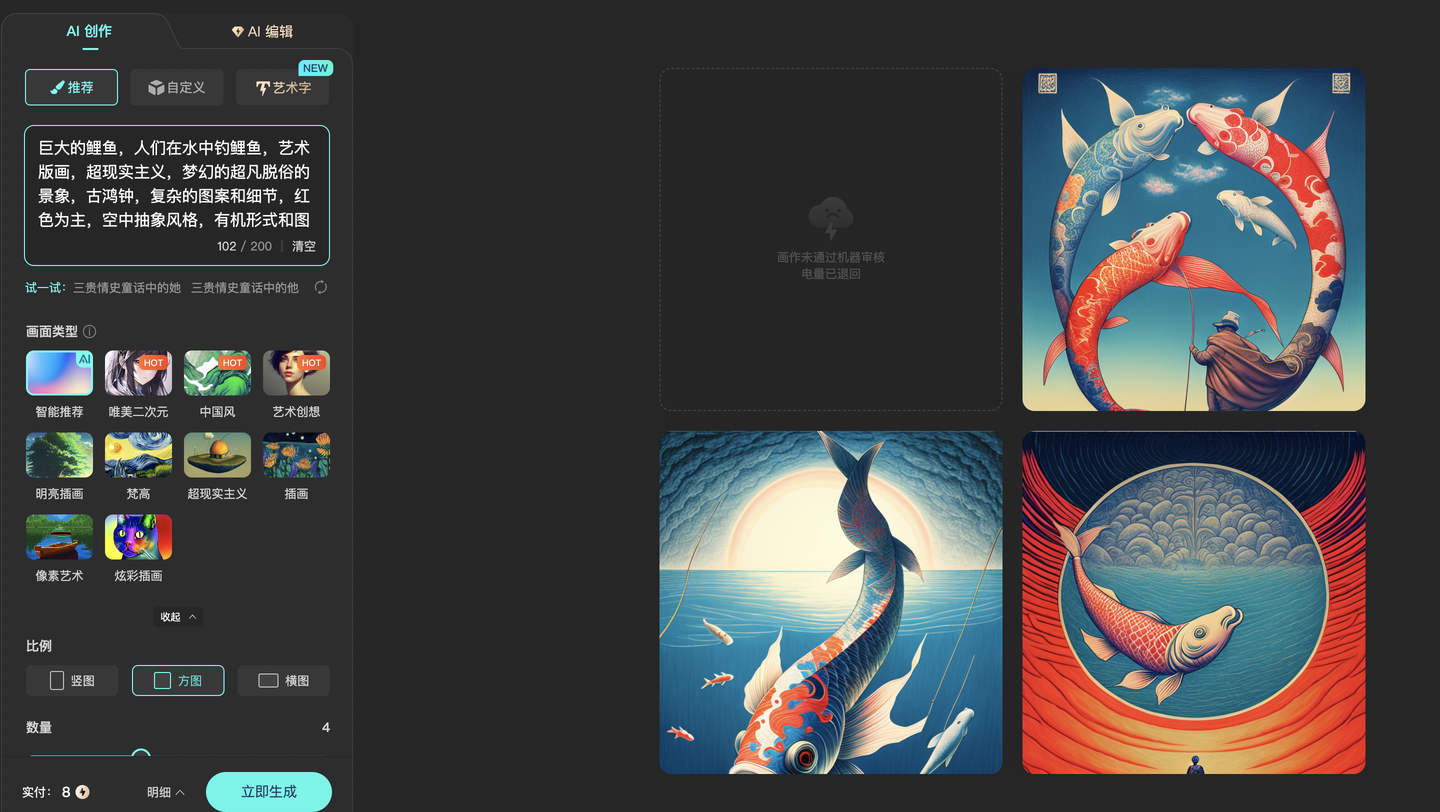 AI 创作
AI 编辑
NEW
推荐
自定义
艺术字
巨大的鲤鱼，人们在水中钓鲤鱼，艺术
版画，超现实主义，梦幻的超凡脱俗的
景象，古鸿钟，复杂的图案和细节，红
色为主，空中抽象风格，有机形式和图
102 / 200 清空
试一试： 三贵情史童话中的她 三贵情史童话中的他
画面类型
AI
HOT
HOT
HOT
智能推荐
唯美二次元
中国风
艺术创想
明亮插画
梵高
超现实主义
插画
像素艺术
炫彩插画
收起
比例
竖图
方图
横图
数量
4
实付： 8
明细
立即生成
画作未通过机器审核
电量已退回